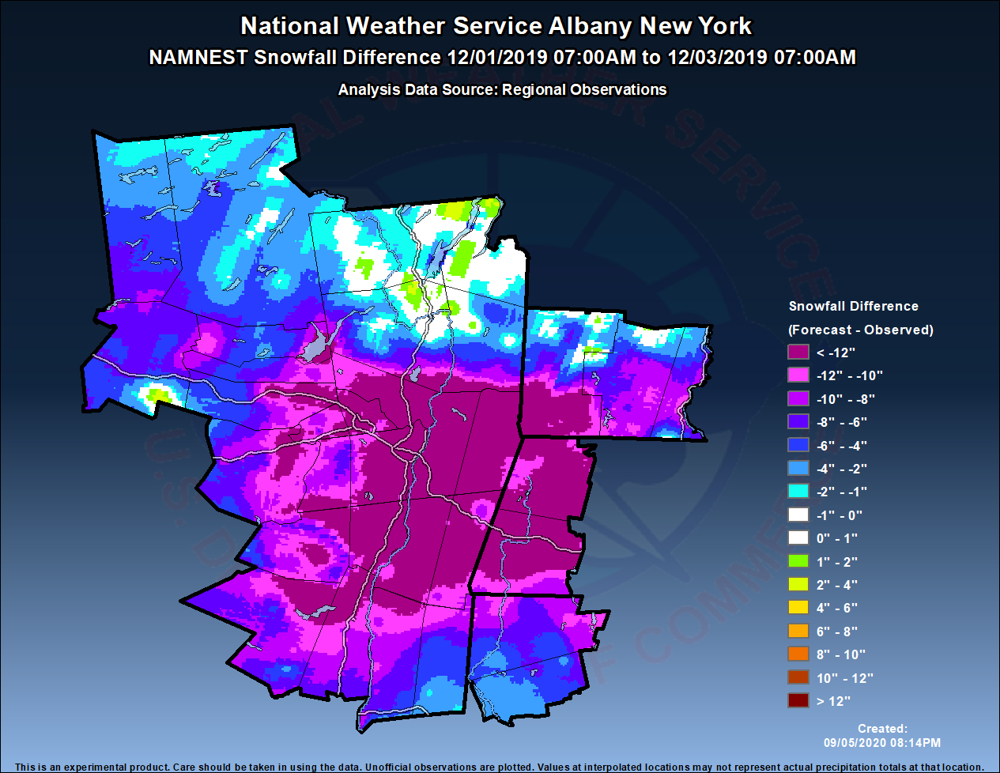 National Weather Service Albany New York
NAMNEST Snowfall Difference 12/01/2019 07:00AM to 12/03/2019 07:00AM
Analysis Data Source: Regional Observations
Snowfall Difference
(Forecast - Observed)
< -12"
-12" - -10"
-10" - -8"
-8" - -6"
-6" - -4"
-4" - -2"
-2" - -1"
-1" - 0"
0" - 1"
1" - 2"
2" - 4"
4" - 6"
6" - 8"
8" - 10"
10" - 12"
> 12"
Created:
09/05/2020 08:14PM
This is an experimental product. Care should be taken in using the data. Unofficial observations are plotted. Values at interpolated locations may not represent actual precipitation totals at that location.